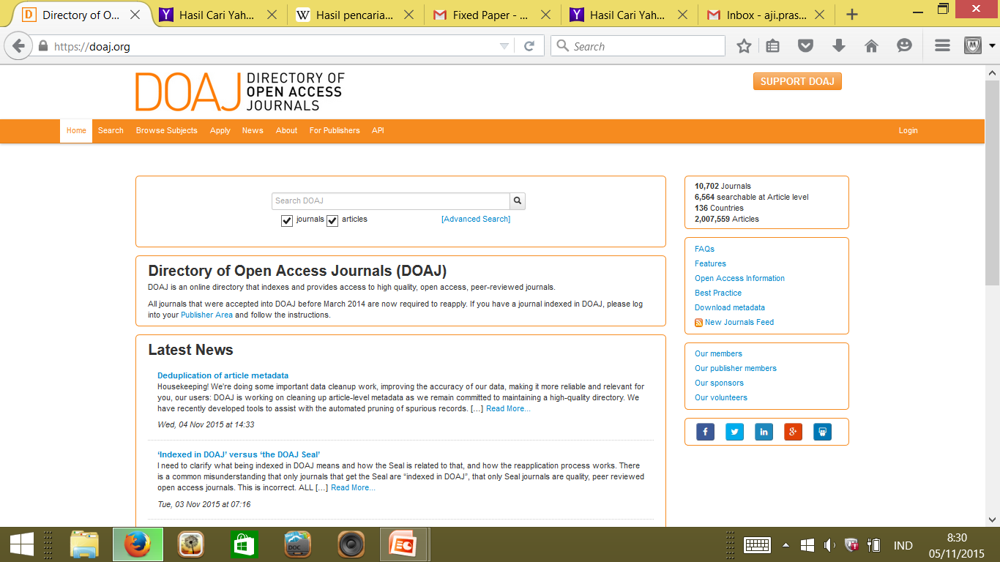 Directory of O...
Hasil Cari Yah...
Hasil pencaria...
Fixed Paper - ...
Hasil Cari Yah...
Inbox - aji.pras...
https://doaj.org
Search
DOAJ
DIRECTORY OF
OPEN ACCESS
JOURNALS
SUPPORT DOAJ
Home Search Browse Subjects Apply News About For Publishers API Login
Search DOAJ
journals articles [Advanced Search]
10,702 Journals
6,564 searchable at Article level
136 Countries
2,007,559 Articles
Directory of Open Access Journals (DOAJ)
DOAJ is an online directory that indexes and provides access to high quality, open access, peer-reviewed journals.
All journals that were accepted into DOAJ before March 2014 are now required to reapply. If you have a journal indexed in DOAJ, please log
into your Publisher Area and follow the instructions.
FAQs
Features
Open Access Information
Best Practice
Download metadata
New Journals Feed
Latest News
Deduplication of article metadata
Housekeeping! We're doing some important data cleanup work, improving the accuracy of our data, making it more reliable and relevant for
you, our users: DOAJ is working on cleaning up article-level metadata as we remain committed to maintaining a high-quality directory. We
have recently developed tools to assist with the automated pruning of spurious records. [...] Read More...
Wed, 04 Nov 2015 at 14:33
‘Indexed in DOAJ’ versus ‘the DOAJ Seal’
I need to clarify what being indexed in DOAJ means and how the Seal is related to that, and how the reapplication process works. There
is a common misunderstanding that only journals that get the Seal are “indexed in DOAJ”, that only Seal journals are quality, peer reviewed
open access journals. This is incorrect. ALL [...] Read More...
Tue, 03 Nov 2015 at 07:16
Our members
Our publisher members
Our sponsors
Our volunteers
DOC
IND
8:30
05/11/2015